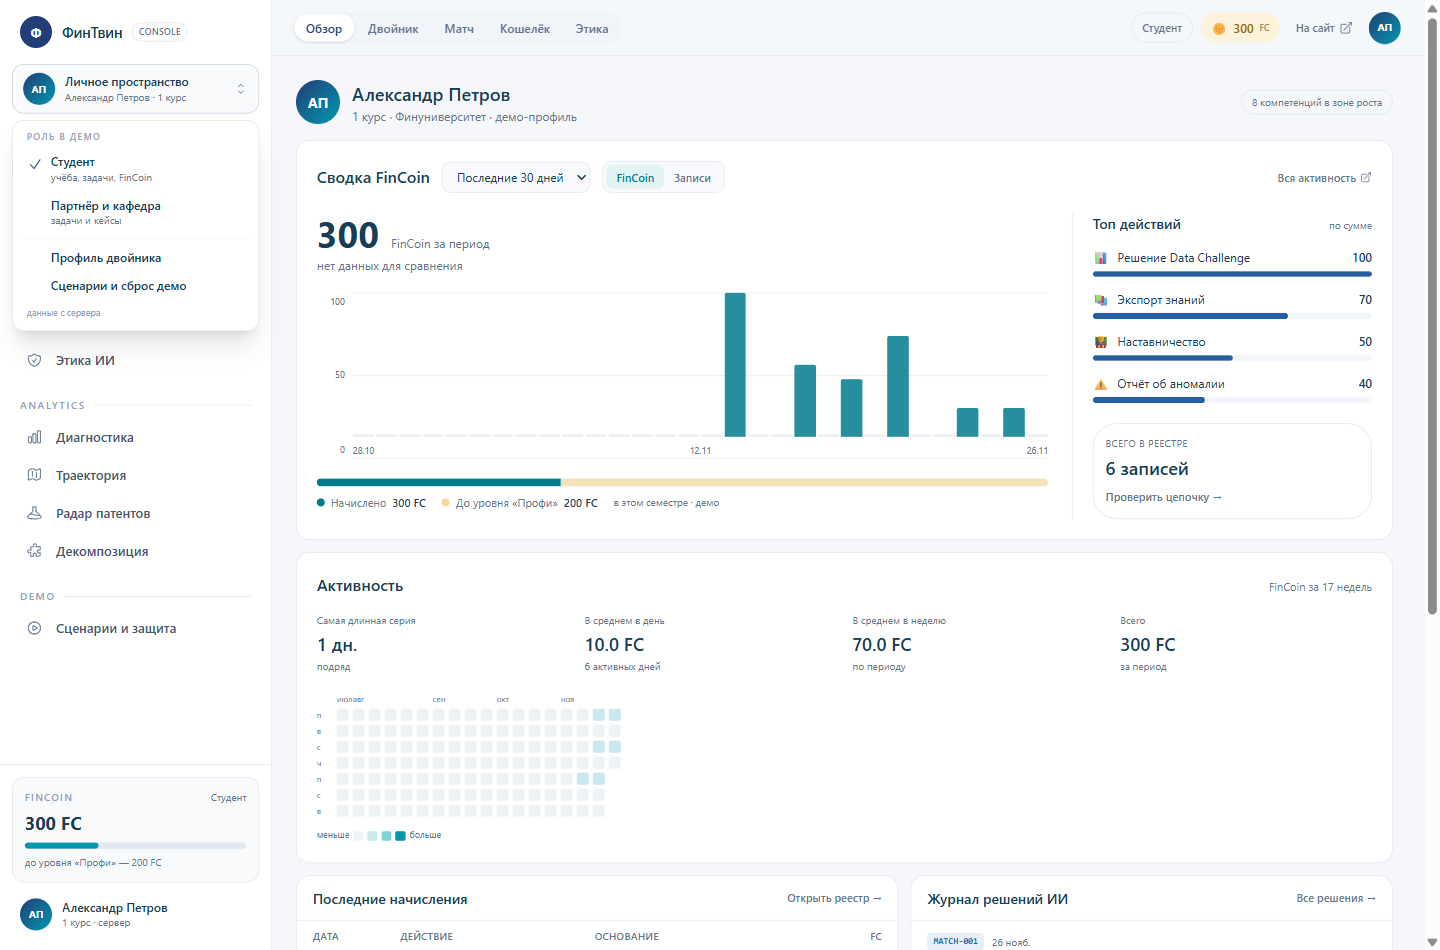 Ф
ФинТвин
CONSOLE
АП
Личное пространство
Александр Петров · 1 курс
РОЛЬ В ДЕМО
Студент
учёба, задачи, FinCoin
Партнёр и кафедра
задачи и кейсы
Профиль двойника
Сценарии и сброс демо
данные с сервера
Этика ИИ
ANALYTICS
Диагностика
Траектория
Радар патентов
Декомпозиция
DEMO
Сценарии и защита
FINCOIN
Студент
300 FC
до уровня «Профи» — 200 FC
АП
Александр Петров
1 курс · сервер
Обзор
Двойник
Матч
Кошелёк
Этика
Студент
300 FC
На сайт
АП
АП
Александр Петров
1 курс · Финуниверситет · демо-профиль
8 компетенций в зоне роста
Сводка FinCoin
Последние 30 дней
FinCoin
Записи
Вся активность
300 FinCoin за период
нет данных для сравнения
100
50
0
28.10
12.11
26.11
Начислено 300 FC
До уровня «Профи» 200 FC
в этом семестре · демо
Топ действий
по сумме
Решение Data Challenge
100
Экспорт знаний
70
Наставничество
50
Отчёт об аномалии
40
ВСЕГО В РЕЕСТРЕ
6 записей
Проверить цепочку →
Активность
FinCoin за 17 недель
Самая длинная серия
1 дн.
подряд
В среднем в день
10.0 FC
6 активных дней
В среднем в неделю
70.0 FC
по периоду
Всего
300 FC
за период
июл
авг
сен
окт
ноя
п
в
с
ч
п
с
в
меньше
больше
Последние начисления
Открыть реестр →
ДАТА
ДЕЙСТВИЕ
ОСНОВАНИЕ
FC
Журнал решений ИИ
Все решения →
MATCH-001
26 нояб.